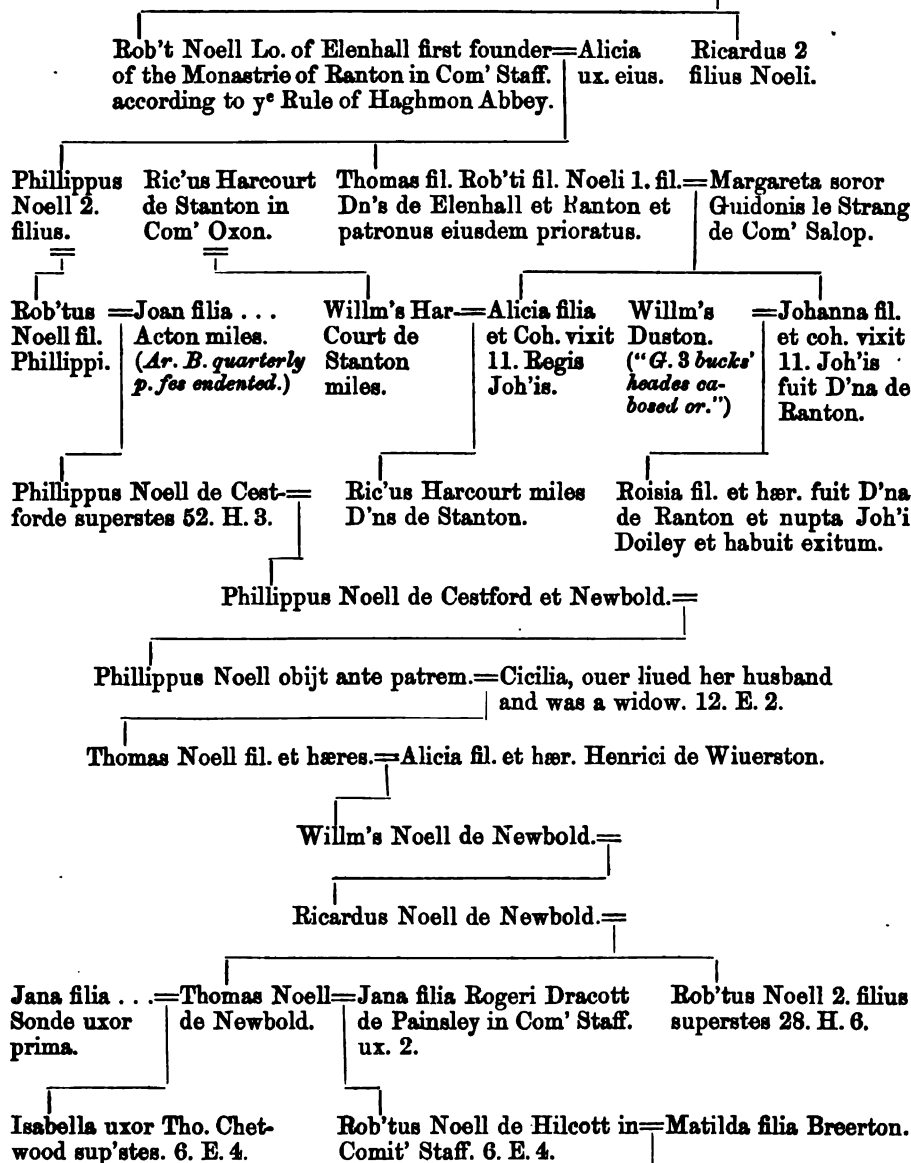 Rob't Noell Lo. of Elenhall first founder=Alicia
of the Monastrie of Ranton in Com' Staff. ux. eius.
according to yᵉ Rule of Haghmon Abbey.
Ricardus 2
filius Noeli.
Phillippus
Noell 2.
filius.
Ric'us Harcourt
de Stanton in
Com' Oxon.
Thomas fil. Rob'ti fil. Noeli 1. fil.=Margareta soror
Dn's de Elenhall et Ranton et
patronus eiusdem prioratus.
Guidonis le Strang
de Com' Salop.
Rob'tus =Joan filia ...
Noell fil.
Phillippi.
Acton miles.
(Ar. B. quarterly
p. fes endented.)
Willm's Har-=Alicia filia
Court de
Stanton
miles.
et Coh. vixit
11. Regis
Joh'is.
Willm's =Johanna fil.
Duston.
("G. 3 bucks'
heades ca-
bosed or.")
et coh. vixit
11. Joh'is
fuit D'na de
Ranton.
Phillippus Noell de Cest-=
forde superstes 52. H. 3.
Ric'us Harcourt miles
D'ns de Stanton.
Roisia fil. et hær. fuit D'na
de Ranton et nupta Joh'i
Doiley et habuit exitum.
Phillippus Noell de Cestford et Newbold.=
Phillippus Noell obijt ante patrem.=Cicilia, ouer liued her husband
and was a widow. 12. E. 2.
Thomas Noell fil. et hæres.=Alicia fil. et hær. Henrici de Wiuerston.
Willm's Noell de Newbold.=
Ricardus Noell de Newbold.=
Jana filia ...=Thomas Noell=Jana filia Rogeri Dracott
Sonde uxor
prima.
de Newbold.
de Painsley in Com' Staff.
ux. 2.
Rob'tus Noell 2. filius
superstes 28. H. 6.
Isabella uxor Tho. Chet-
wood sup'stes. 6. E. 4.
Rob'tus Noell de Hilcott in=Matilda filia Breerton.
Comit' Staff. 6. E. 4.